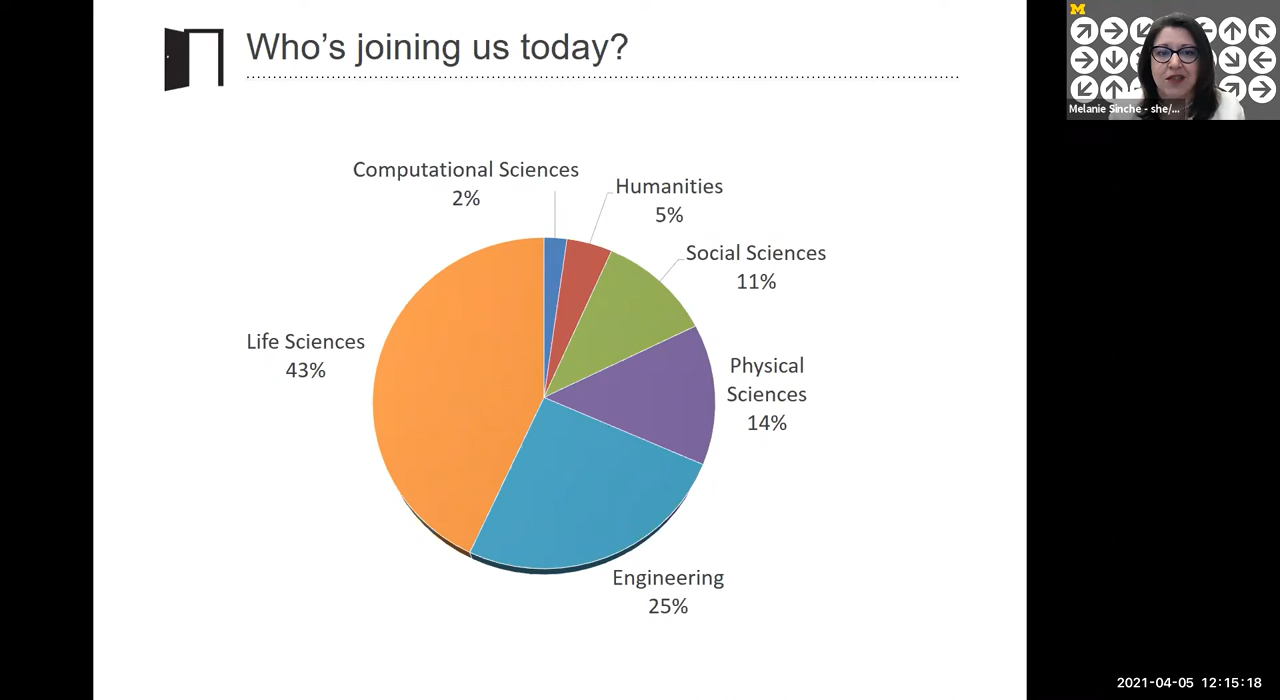 Who's joining us today?
M
Melanie Sinche - she/...
Computational Sciences
2%
Humanities
5%
Social Sciences
11%
Life Sciences
43%
Physical
Sciences
14%
Engineering
25%
2021-04-05 12:15:18